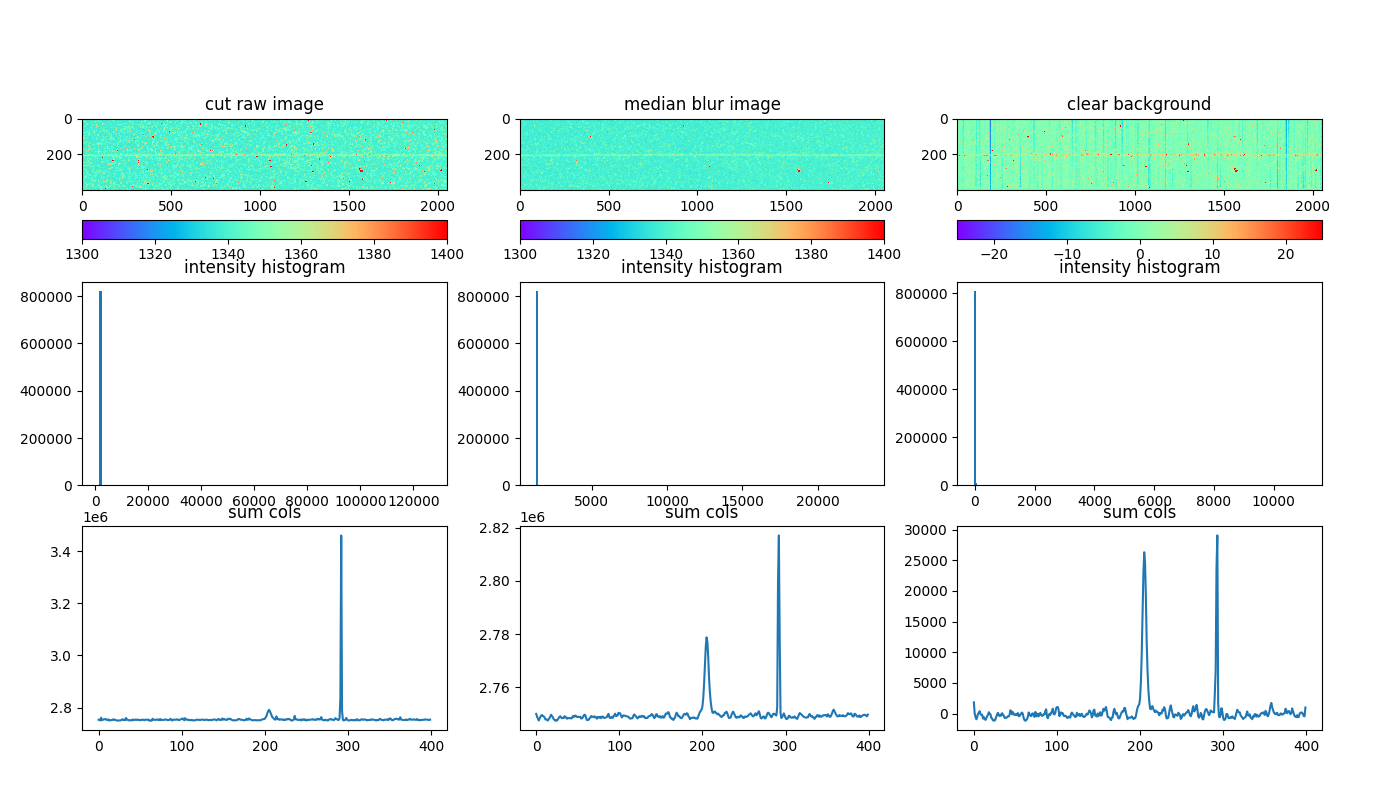 cut raw image
median blur image
clear background
0
200
0 500 1000 1500 2000
0
200
0 500 1000 1500 2000
0
200
0 500 1000 1500 2000
1300 1320 1340 1360 1380 1400
1300 1320 1340 1360 1380 1400
−20 −10 0 10 20
intensity histogram
intensity histogram
intensity histogram
800000
600000
400000
200000
0
0 20000 40000 60000 80000 100000 120000
800000
600000
400000
200000
0
5000 10000 15000 20000
800000
600000
400000
200000
0
0 2000 4000 6000 8000 10000
sum cols
sum cols
sum cols
1e6
3.4
3.2
3.0
2.8
0 100 200 300 400
1e6
2.82
2.80
2.78
2.76
0 100 200 300 400
30000
25000
20000
15000
10000
5000
0
0 100 200 300 400